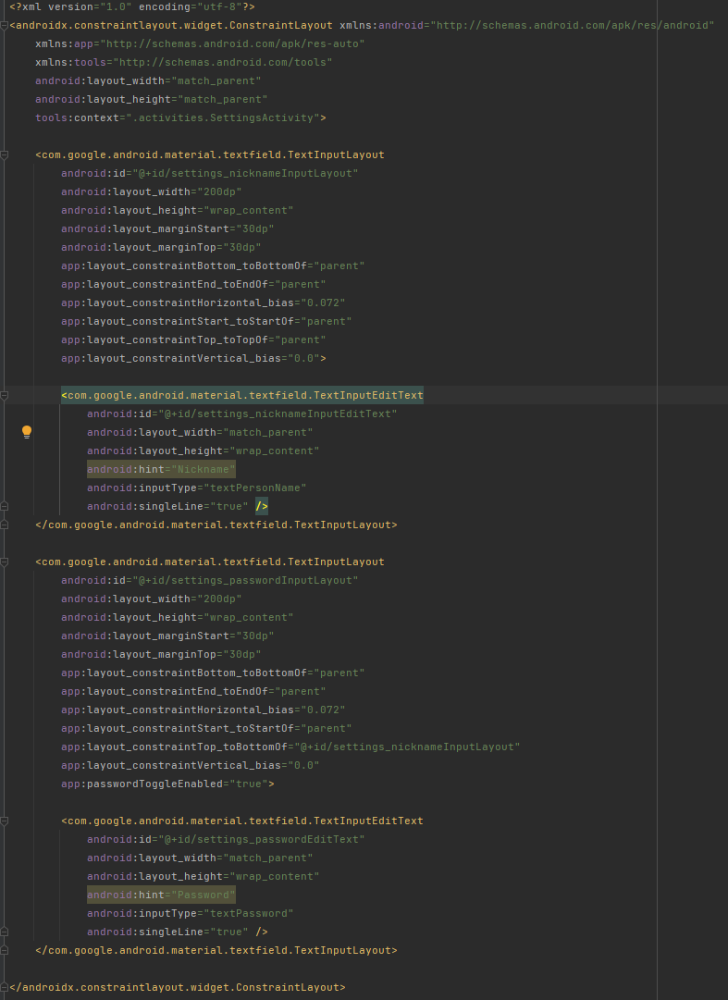 <?xml version="1.0" encoding="utf-8"?>
<androidx.constraintlayout.widget.ConstraintLayout xmlns:android="http://schemas.android.com/apk/res/android"
    xmlns:app="http://schemas.android.com/apk/res-auto"
    xmlns:tools="http://schemas.android.com/tools"
    android:layout_width="match_parent"
    android:layout_height="match_parent"
    tools:context=".activities.SettingsActivity">

    <com.google.android.material.textfield.TextInputLayout
        android:id="@+id/settings_nicknameInputLayout"
        android:layout_width="200dp"
        android:layout_height="wrap_content"
        android:layout_marginStart="30dp"
        android:layout_marginTop="30dp"
        app:layout_constraintBottom_toBottomOf="parent"
        app:layout_constraintEnd_toEndOf="parent"
        app:layout_constraintHorizontal_bias="0.072"
        app:layout_constraintStart_toStartOf="parent"
        app:layout_constraintTop_toTopOf="parent"
        app:layout_constraintVertical_bias="0.0">

        <com.google.android.material.textfield.TextInputEditText
            android:id="@+id/settings_nicknameInputEditText"
            android:layout_width="match_parent"
            android:layout_height="wrap_content"
            android:hint="Nickname"
            android:inputType="textPersonName"
            android:singleLine="true" />
    </com.google.android.material.textfield.TextInputLayout>

    <com.google.android.material.textfield.TextInputLayout
        android:id="@+id/settings_passwordInputLayout"
        android:layout_width="200dp"
        android:layout_height="wrap_content"
        android:layout_marginStart="30dp"
        android:layout_marginTop="30dp"
        app:layout_constraintBottom_toBottomOf="parent"
        app:layout_constraintEnd_toEndOf="parent"
        app:layout_constraintHorizontal_bias="0.072"
        app:layout_constraintStart_toStartOf="parent"
        app:layout_constraintTop_toBottomOf="@+id/settings_nicknameInputLayout"
        app:layout_constraintVertical_bias="0.0"
        app:passwordToggleEnabled="true">

        <com.google.android.material.textfield.TextInputEditText
            android:id="@+id/settings_passwordEditText"
            android:layout_width="match_parent"
            android:layout_height="wrap_content"
            android:hint="Password"
            android:inputType="textPassword"
            android:singleLine="true" />
    </com.google.android.material.textfield.TextInputLayout>

</androidx.constraintlayout.widget.ConstraintLayout>